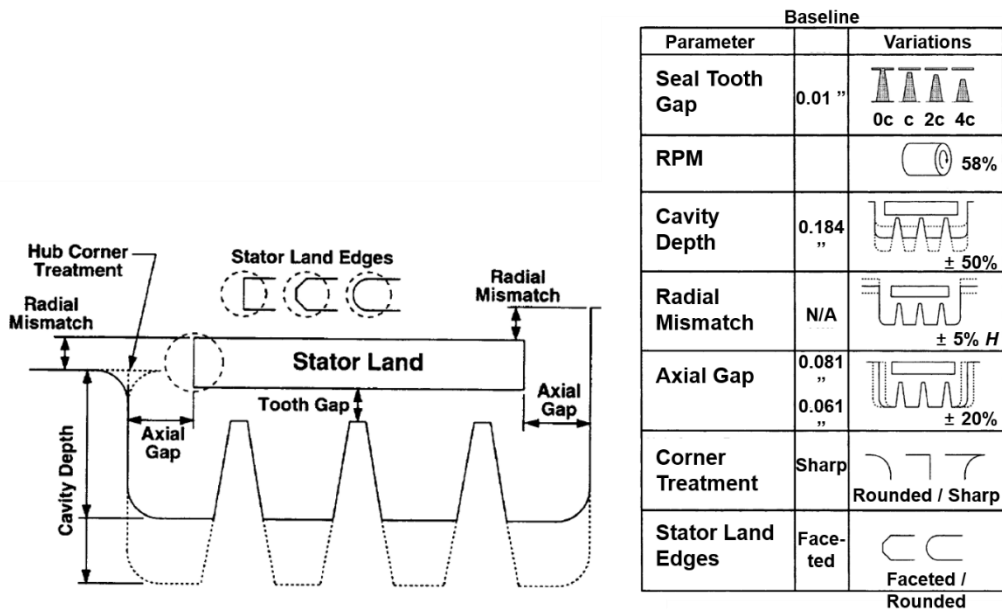 Hub Corner
Treatment
Stator Land Edges
Radial
Mismatch
Radial
Mismatch
Stator Land
Tooth Gap
Axial
Gap
Axial
Gap
Cavity Depth
Baseline
Parameter
Variations
Seal Tooth
Gap
0.01 ”
0c c 2c 4c
RPM
58%
Cavity
Depth
0.184
”
± 50%
Radial
Mismatch
N/A
± 5% H
Axial Gap
0.081
”
0.061
”
± 20%
Corner
Treatment
Sharp
Rounded / Sharp
Stator Land
Edges
Face-
ted
Faceted /
Rounded